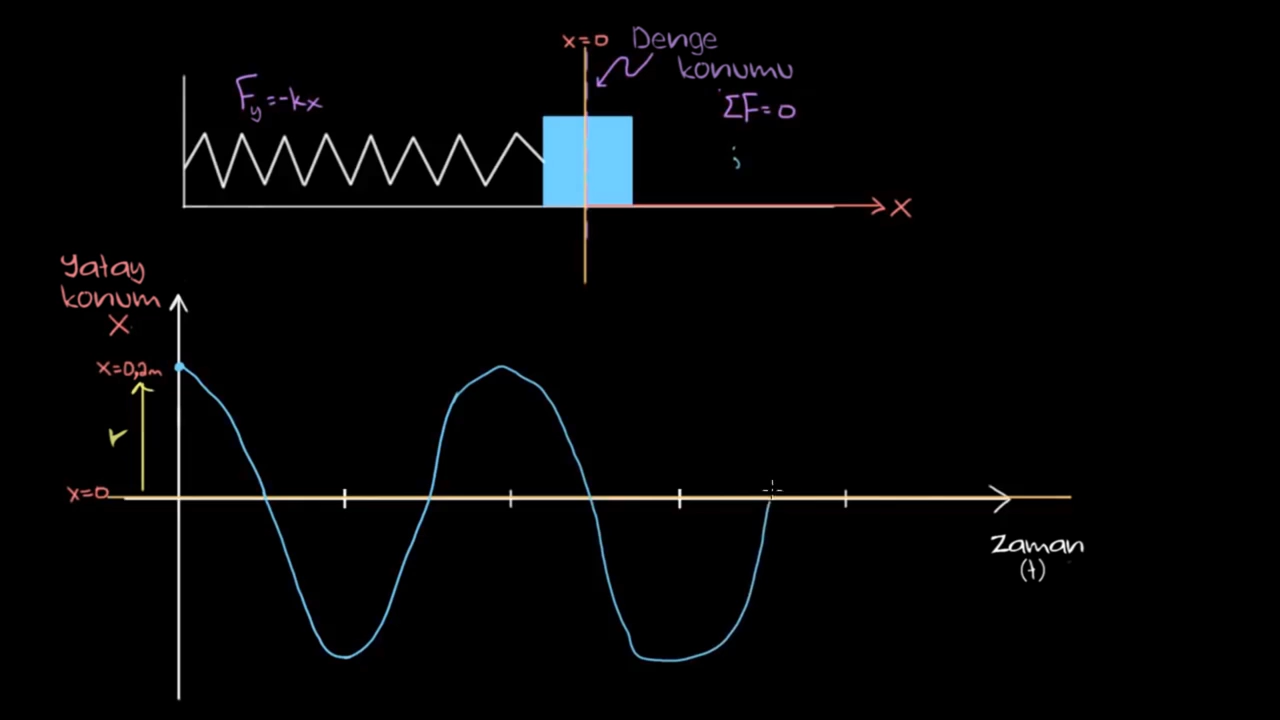 x=0
Denge
konumu
ΣF=0
Fy=-kx
X
Yatay
konum
X
x=0,2m
r
x=0
Zaman
(t)